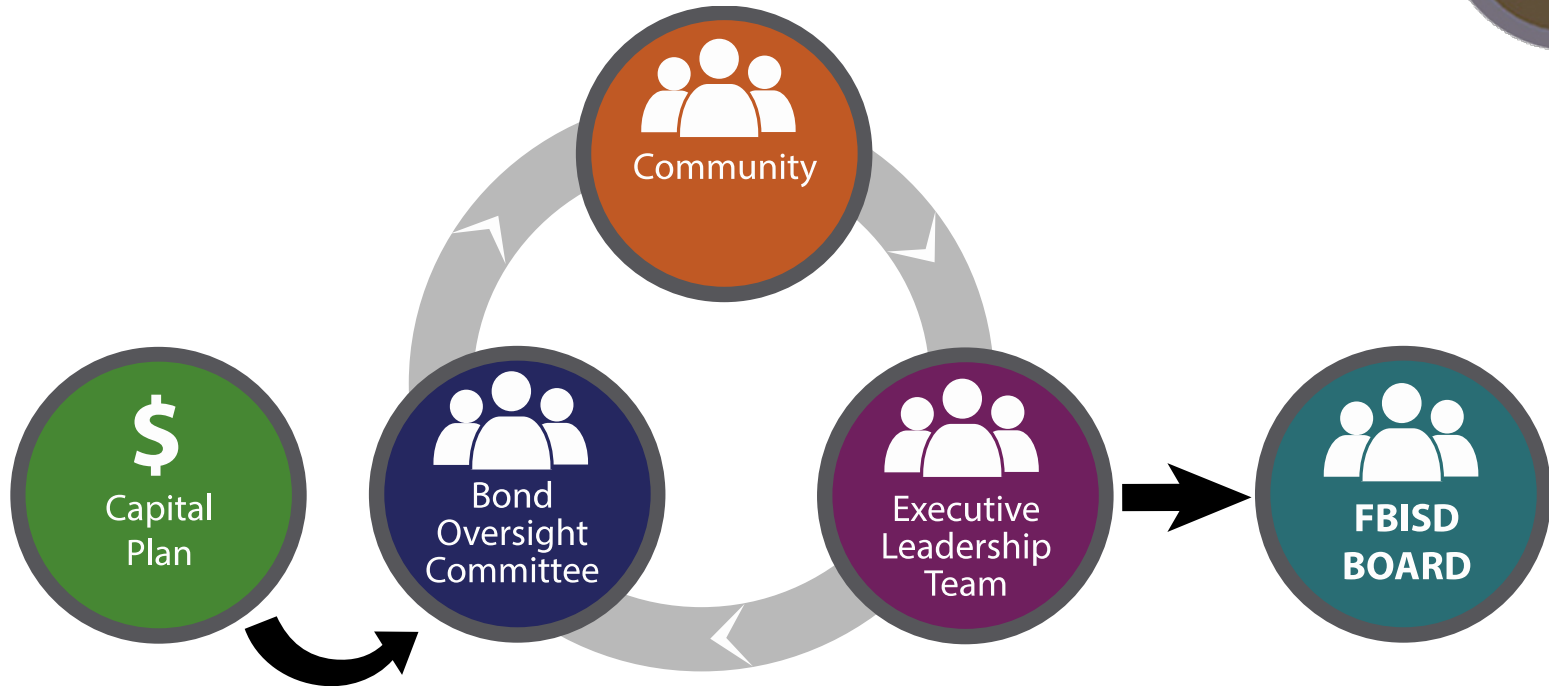 Community
$
Capital
Plan
Bond
Oversight
Committee
Executive
Leadership
Team
FBISD
BOARD